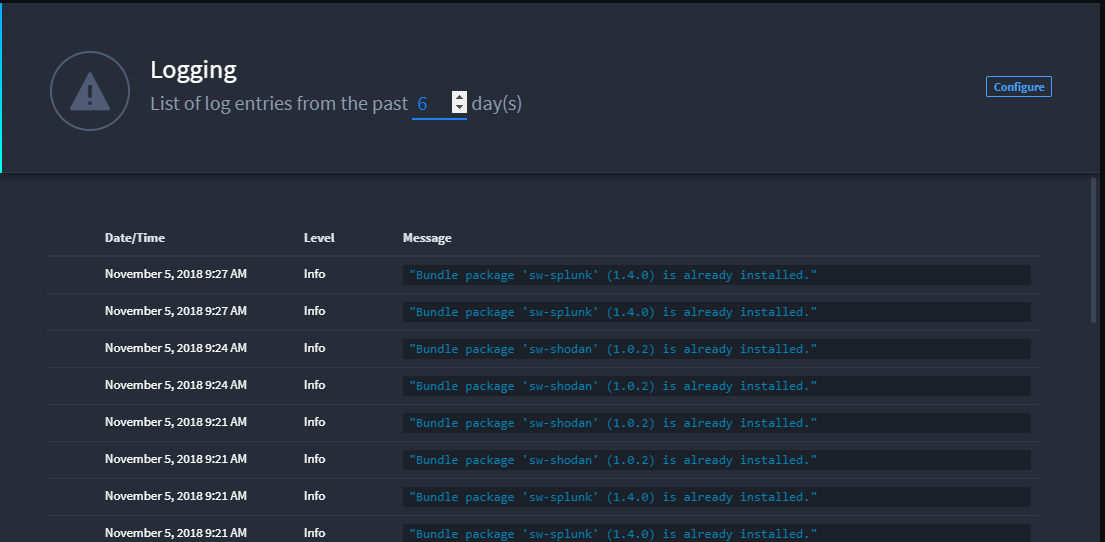 Logging
List of log entries from the past 6 day(s)
Configure
Date/Time Level Message
November 5, 2018 9:27 AM Info "Bundle package 'sw-splunk' (1.4.0) is already installed."
November 5, 2018 9:27 AM Info "Bundle package 'sw-splunk' (1.4.0) is already installed."
November 5, 2018 9:24 AM Info "Bundle package 'sw-shodan' (1.0.2) is already installed."
November 5, 2018 9:24 AM Info "Bundle package 'sw-shodan' (1.0.2) is already installed."
November 5, 2018 9:21 AM Info "Bundle package 'sw-shodan' (1.0.2) is already installed."
November 5, 2018 9:21 AM Info "Bundle package 'sw-shodan' (1.0.2) is already installed."
November 5, 2018 9:21 AM Info "Bundle package 'sw-splunk' (1.4.0) is already installed."
November 5, 2018 9:21 AM Info "Bundle package 'sw-splunk' (1.4.0) is already installed."